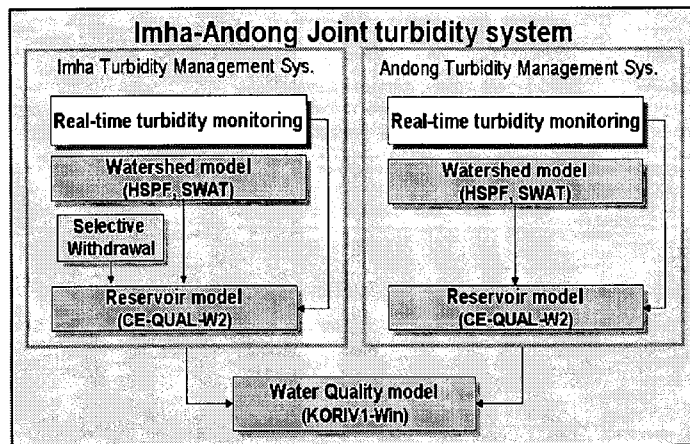 Imha-Andong Joint turbidity system
Imha Turbidity Management Sys.
Real-time turbidity monitoring
Watershed model
(HSPF, SWAT)
Selective
Withdrawal
Reservoir model
(CE-QUAL-W2)
Andong Turbidity Management Sys.
Real-time turbidity monitoring
Watershed model
(HSPF, SWAT)
Reservoir model
(CE-QUAL-W2)
Water Quality model
(KORIV1-Win)